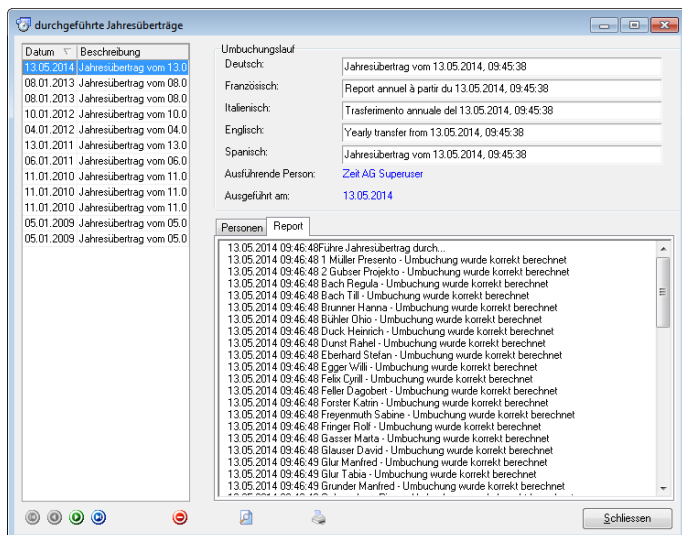 durchgeführte Jahresüberträge
Datum Beschreibung
13.05.2014 Jahresübertrag vom 13.0
08.01.2013 Jahresübertrag vom 08.0
08.01.2013 Jahresübertrag vom 08.0
10.01.2012 Jahresübertrag vom 10.0
04.01.2012 Jahresübertrag vom 04.0
13.01.2011 Jahresübertrag vom 13.0
06.01.2011 Jahresübertrag vom 06.0
11.01.2010 Jahresübertrag vom 11.0
11.01.2010 Jahresübertrag vom 11.0
11.01.2010 Jahresübertrag vom 11.0
05.01.2009 Jahresübertrag vom 05.0
05.01.2009 Jahresübertrag vom 05.0
Umbuchungslauf
Deutsch: Jahresübertrag vom 13.05.2014, 09:45:38
Französisch: Report annuel à partir du 13.05.2014, 09:45:38
Italienisch: Trasferimento annuale del 13.05.2014, 09:45:38
Englisch: Yearly transfer from 13.05.2014, 09:45:38
Spanisch: Jahresübertrag vom 13.05.2014, 09:45:38
Ausführende Person: Zeit AG Superuser
Ausgeführt am: 13.05.2014
Personen Report
13.05.2014 09:46:48Führe Jahresübertrag durch...
13.05.2014 09:46:48 1 Müller Presento - Umbuchung wurde korrekt berechnet
13.05.2014 09:46:48 2 Gubser Projekto - Umbuchung wurde korrekt berechnet
13.05.2014 09:46:48 Bach Regula - Umbuchung wurde korrekt berechnet
13.05.2014 09:46:48 Bach Till - Umbuchung wurde korrekt berechnet
13.05.2014 09:46:48 Brunner Hanna - Umbuchung wurde korrekt berechnet
13.05.2014 09:46:48 Bühler Ohio - Umbuchung wurde korrekt berechnet
13.05.2014 09:46:48 Duck Heinrich - Umbuchung wurde korrekt berechnet
13.05.2014 09:46:48 Dunst Rahel - Umbuchung wurde korrekt berechnet
13.05.2014 09:46:48 Eberhard Stefan - Umbuchung wurde korrekt berechnet
13.05.2014 09:46:48 Egger Willi - Umbuchung wurde korrekt berechnet
13.05.2014 09:46:48 Felix Cyrill - Umbuchung wurde korrekt berechnet
13.05.2014 09:46:48 Feller Dagobert - Umbuchung wurde korrekt berechnet
13.05.2014 09:46:48 Forster Katrin - Umbuchung wurde korrekt berechnet
13.05.2014 09:46:48 Freyenmuth Sabine - Umbuchung wurde korrekt berechnet
13.05.2014 09:46:48 Fringer Rolf - Umbuchung wurde korrekt berechnet
13.05.2014 09:46:48 Gasser Marta - Umbuchung wurde korrekt berechnet
13.05.2014 09:46:48 Glauser David - Umbuchung wurde korrekt berechnet
13.05.2014 09:46:49 Glur Manfred - Umbuchung wurde korrekt berechnet
13.05.2014 09:46:49 Glur Tabia - Umbuchung wurde korrekt berechnet
13.05.2014 09:46:49 Grunder Manfred - Umbuchung wurde korrekt berechnet
Schliessen